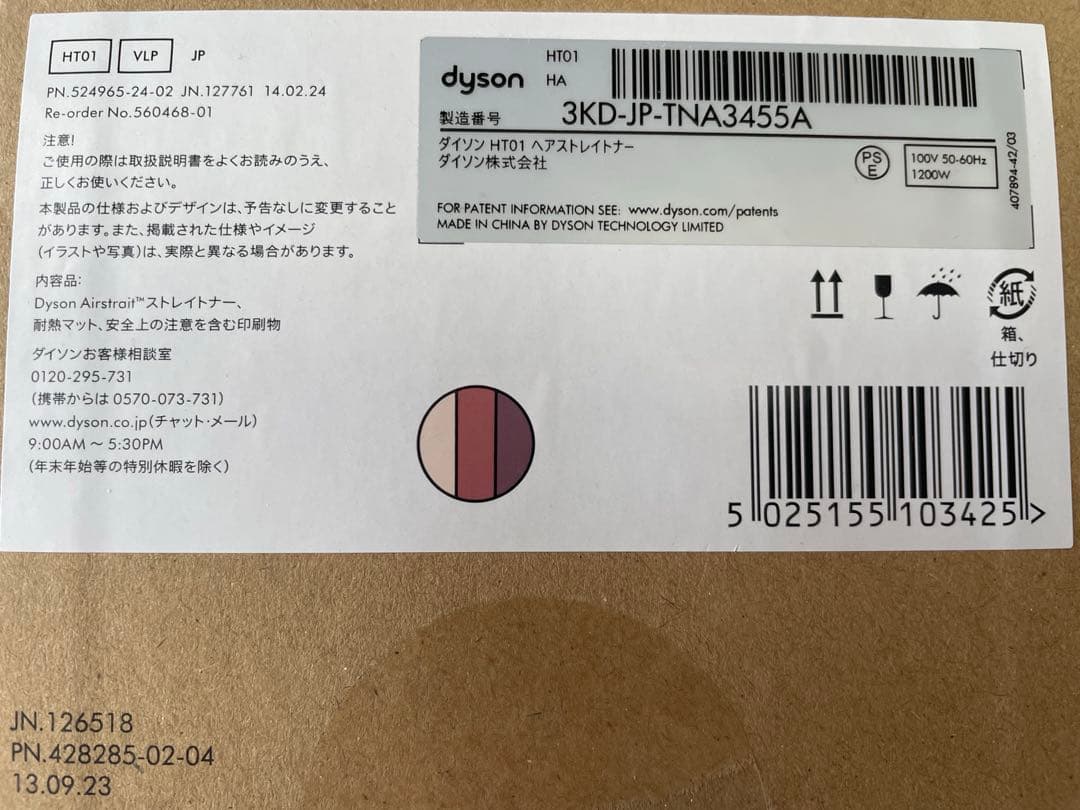 HT01 VLP JP
PN.524965-24-02 JN.127761 14.02.24
Re-order No.560468-01
注意!
ご使用の際は取扱説明書をよくお読みのうえ、
正しくお使いください。
本製品の仕様およびデザインは、予告なしに変更すること
があります。また、掲載された仕様やイメージ
(イラストや写真)は、実際と異なる場合があります。
内容品:
Dyson Airstrait™ストレイトナー、
耐熱マット、安全上の注意を含む印刷物
ダイソンお客様相談室
0120-295-731
(携帯からは 0570-073-731)
www.dyson.co.jp(チャット・メール)
9:00AM ～ 5:30PM
(年末年始等の特別休暇を除く)
dyson
HT01
HA
製造番号 3KD-JP-TNA3455A
ダイソン HT01 ヘアストレイトナー
ダイソン株式会社
PS
E
100V 50-60Hz
1200W
407894-42/03
FOR PATENT INFORMATION SEE: www.dyson.com/patents
MADE IN CHINA BY DYSON TECHNOLOGY LIMITED
紙
箱、
仕切り
5 025155 103425 >
JN.126518
PN.428285-02-04
13.09.23